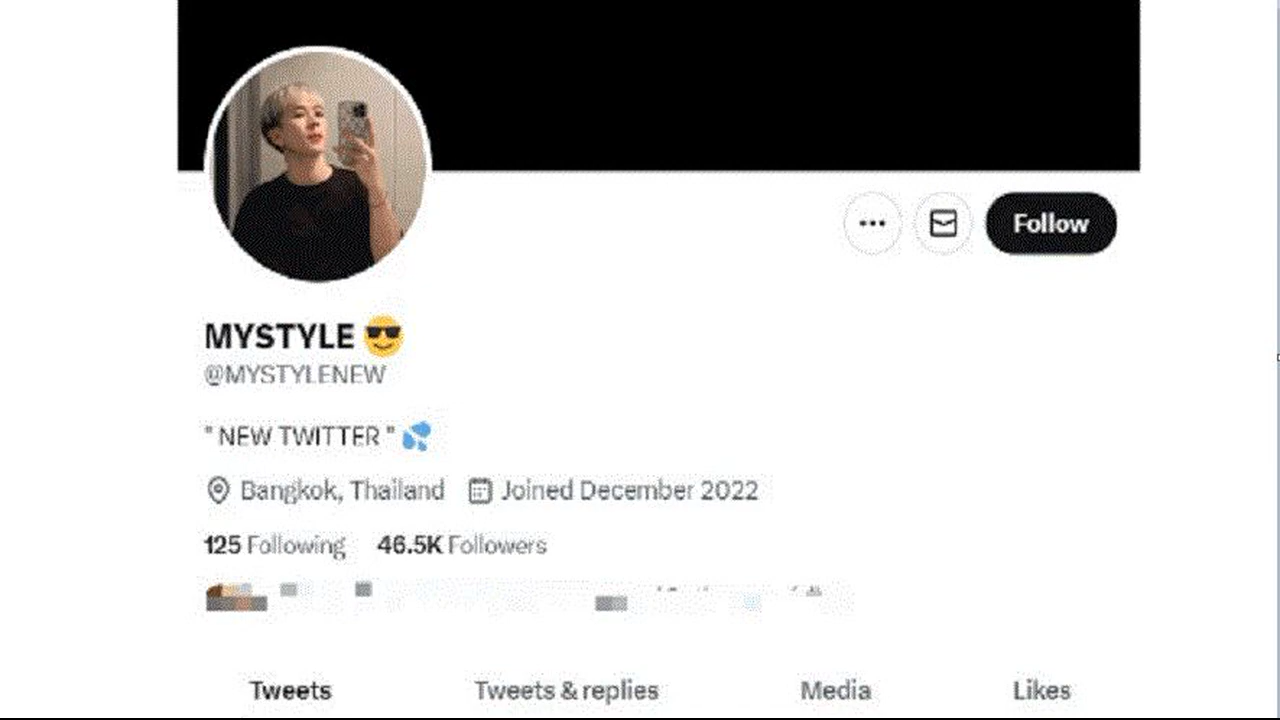 Follow
MYSTYLE 😎
@MYSTYLENEW
" NEW TWITTER " 💦
Bangkok, Thailand Joined December 2022
125 Following 46.5K Followers
Tweets Tweets & replies Media Likes